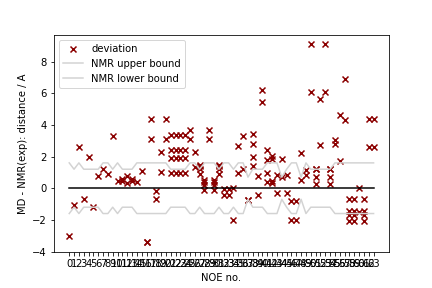 deviation
NMR upper bound
NMR lower bound
MD - NMR(exp): distance / A
8
6
4
2
0
−2
−4
NOE no.